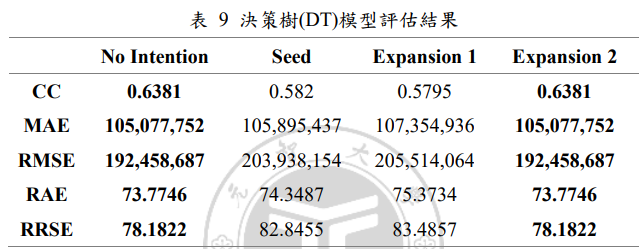 表 9 決策樹(DT)模型評估結果
No Intention Seed Expansion 1 Expansion 2
CC 0.6381 0.582 0.5795 0.6381
MAE 105,077,752 105,895,437 107,354,936 105,077,752
RMSE 192,458,687 203,938,154 205,514,064 192,458,687
RAE 73.7746 74.3487 75.3734 73.7746
RRSE 78.1822 82.8455 83.4857 78.1822